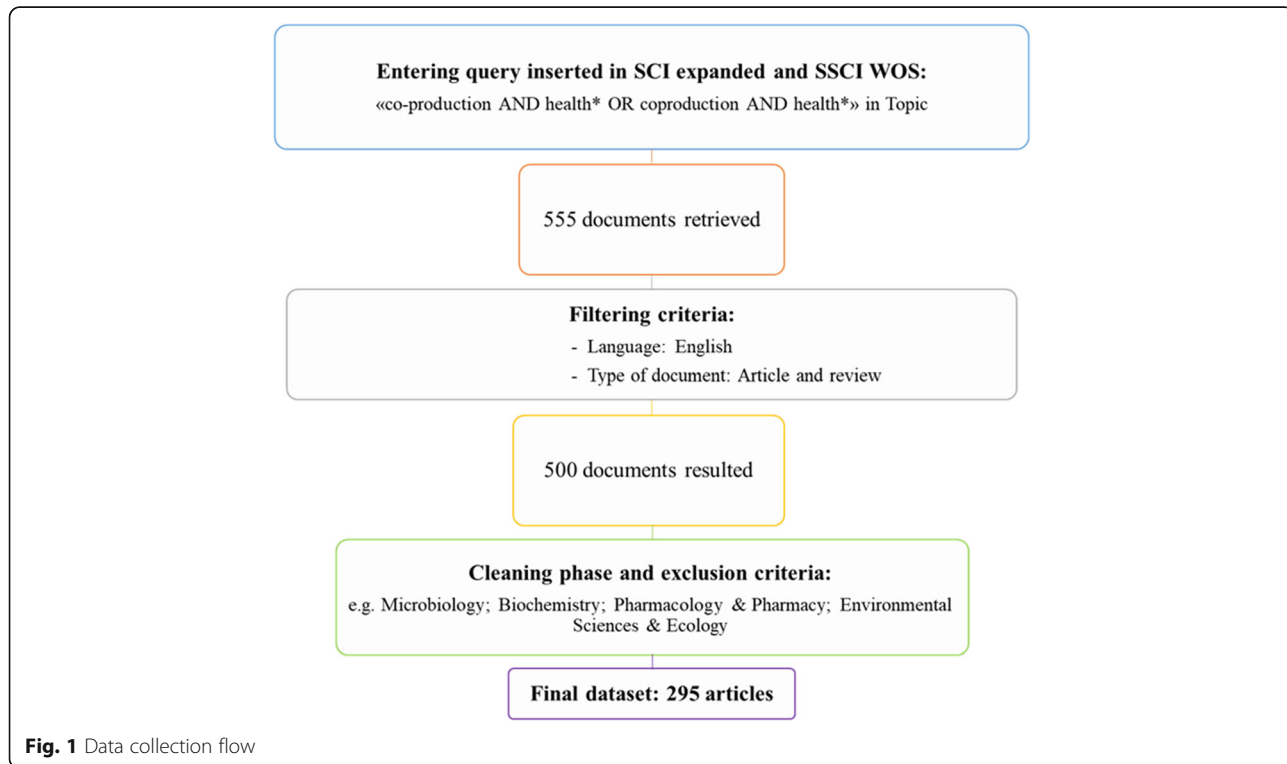 Entering query inserted in SCI expanded and SSCI WOS:
«co-production AND health* OR coproduction AND health*» in Topic
555 documents retrieved
Filtering criteria:
- Language: English
- Type of document: Article and review
500 documents resulted
Cleaning phase and exclusion criteria:
e.g. Microbiology; Biochemistry; Pharmacology & Pharmacy; Environmental
Sciences & Ecology
Final dataset: 295 articles
Fig. 1 Data collection flow